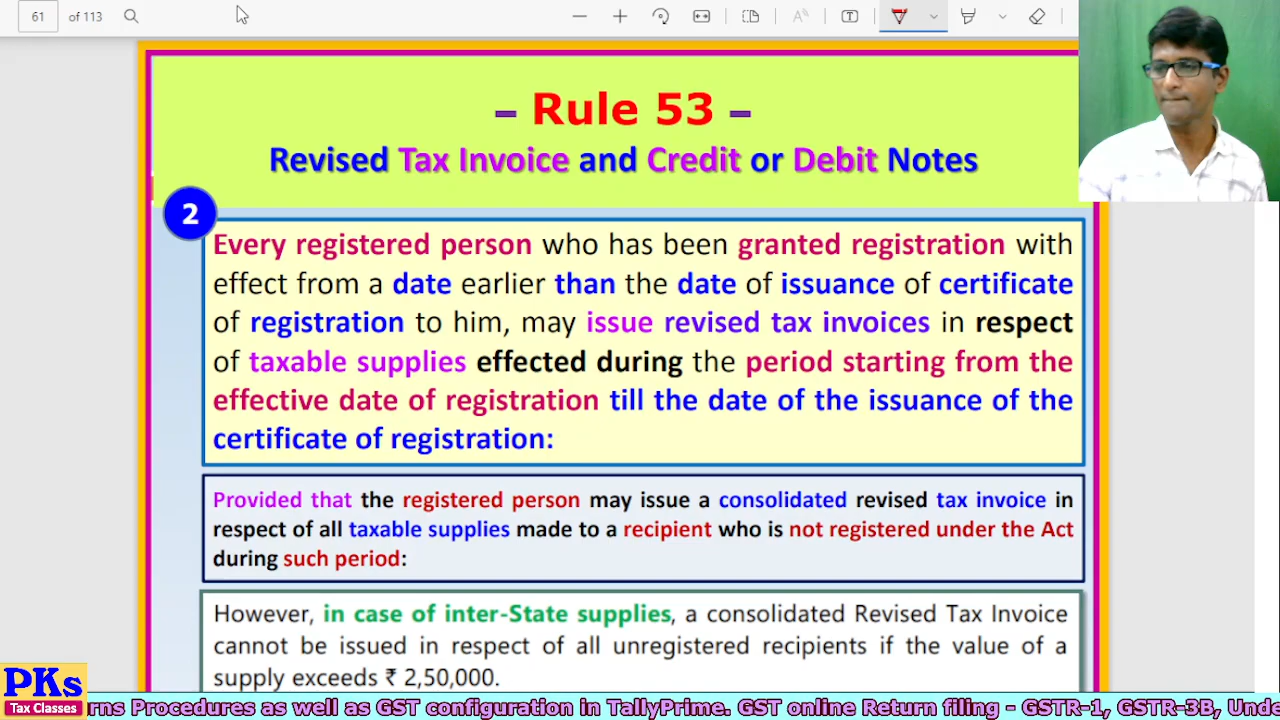 61 of 113
– Rule 53 –
Revised Tax Invoice and Credit or Debit Notes
2
Every registered person who has been granted registration with
effect from a date earlier than the date of issuance of certificate
of registration to him, may issue revised tax invoices in respect
of taxable supplies effected during the period starting from the
effective date of registration till the date of the issuance of the
certificate of registration:
Provided that the registered person may issue a consolidated revised tax invoice in
respect of all taxable supplies made to a recipient who is not registered under the Act
during such period:
However, in case of inter-State supplies, a consolidated Revised Tax Invoice
cannot be issued in respect of all unregistered recipients if the value of a
supply exceeds ₹ 2,50,000.
PKs
Tax Classes
urns Procedures as well as GST configuration in TallyPrime. GST online Return filing - GSTR-1, GSTR-3B, Unde